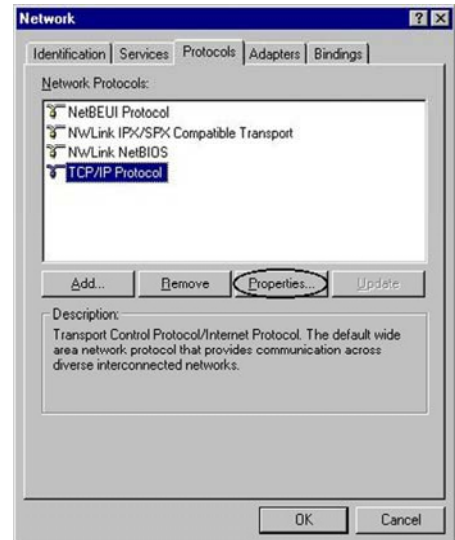 Network
Identification Services Protocols Adapters Bindings
Network Protocols:
NetBEUI Protocol
NWLink IPX/SPX Compatible Transport
NWLink NetBIOS
TCP/IP Protocol
Add... Remove Properties... Update
Description:
Transport Control Protocol/Internet Protocol. The default wide
area network protocol that provides communication across
diverse interconnected networks.
OK Cancel